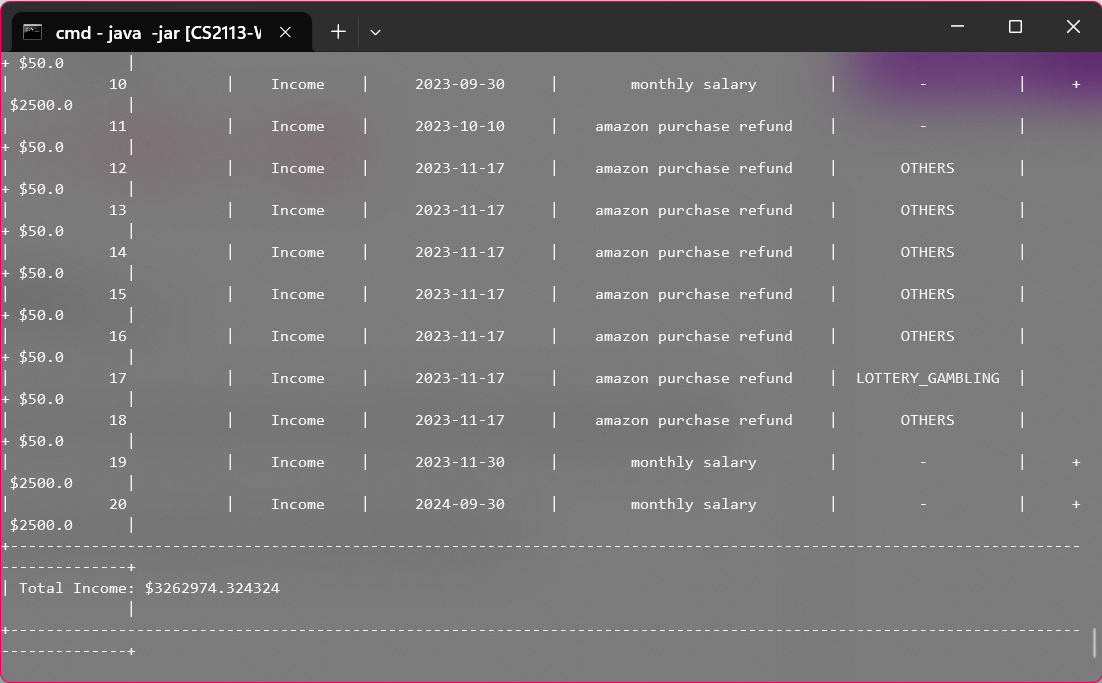 cmd - java  -jar [CS2113-W
+ $50.0       |
|           10           |    Income    |     2023-09-30     |        monthly salary        |         -          |     +
 $2500.0      |
|           11           |    Income    |     2023-10-10     |    amazon purchase refund    |         -          |
+ $50.0       |
|           12           |    Income    |     2023-11-17     |    amazon purchase refund    |       OTHERS       |
+ $50.0       |
|           13           |    Income    |     2023-11-17     |    amazon purchase refund    |       OTHERS       |
+ $50.0       |
|           14           |    Income    |     2023-11-17     |    amazon purchase refund    |       OTHERS       |
+ $50.0       |
|           15           |    Income    |     2023-11-17     |    amazon purchase refund    |       OTHERS       |
+ $50.0       |
|           16           |    Income    |     2023-11-17     |    amazon purchase refund    |       OTHERS       |
+ $50.0       |
|           17           |    Income    |     2023-11-17     |    amazon purchase refund    |  LOTTERY_GAMBLING  |
+ $50.0       |
|           18           |    Income    |     2023-11-17     |    amazon purchase refund    |       OTHERS       |
+ $50.0       |
|           19           |    Income    |     2023-11-30     |        monthly salary        |         -          |     +
 $2500.0      |
|           20           |    Income    |     2024-09-30     |        monthly salary        |         -          |     +
 $2500.0      |
+-----------------------------------------------------------------------------------------------------------------------
--------------+
| Total Income: $3262974.324324
              |
+-----------------------------------------------------------------------------------------------------------------------
--------------+